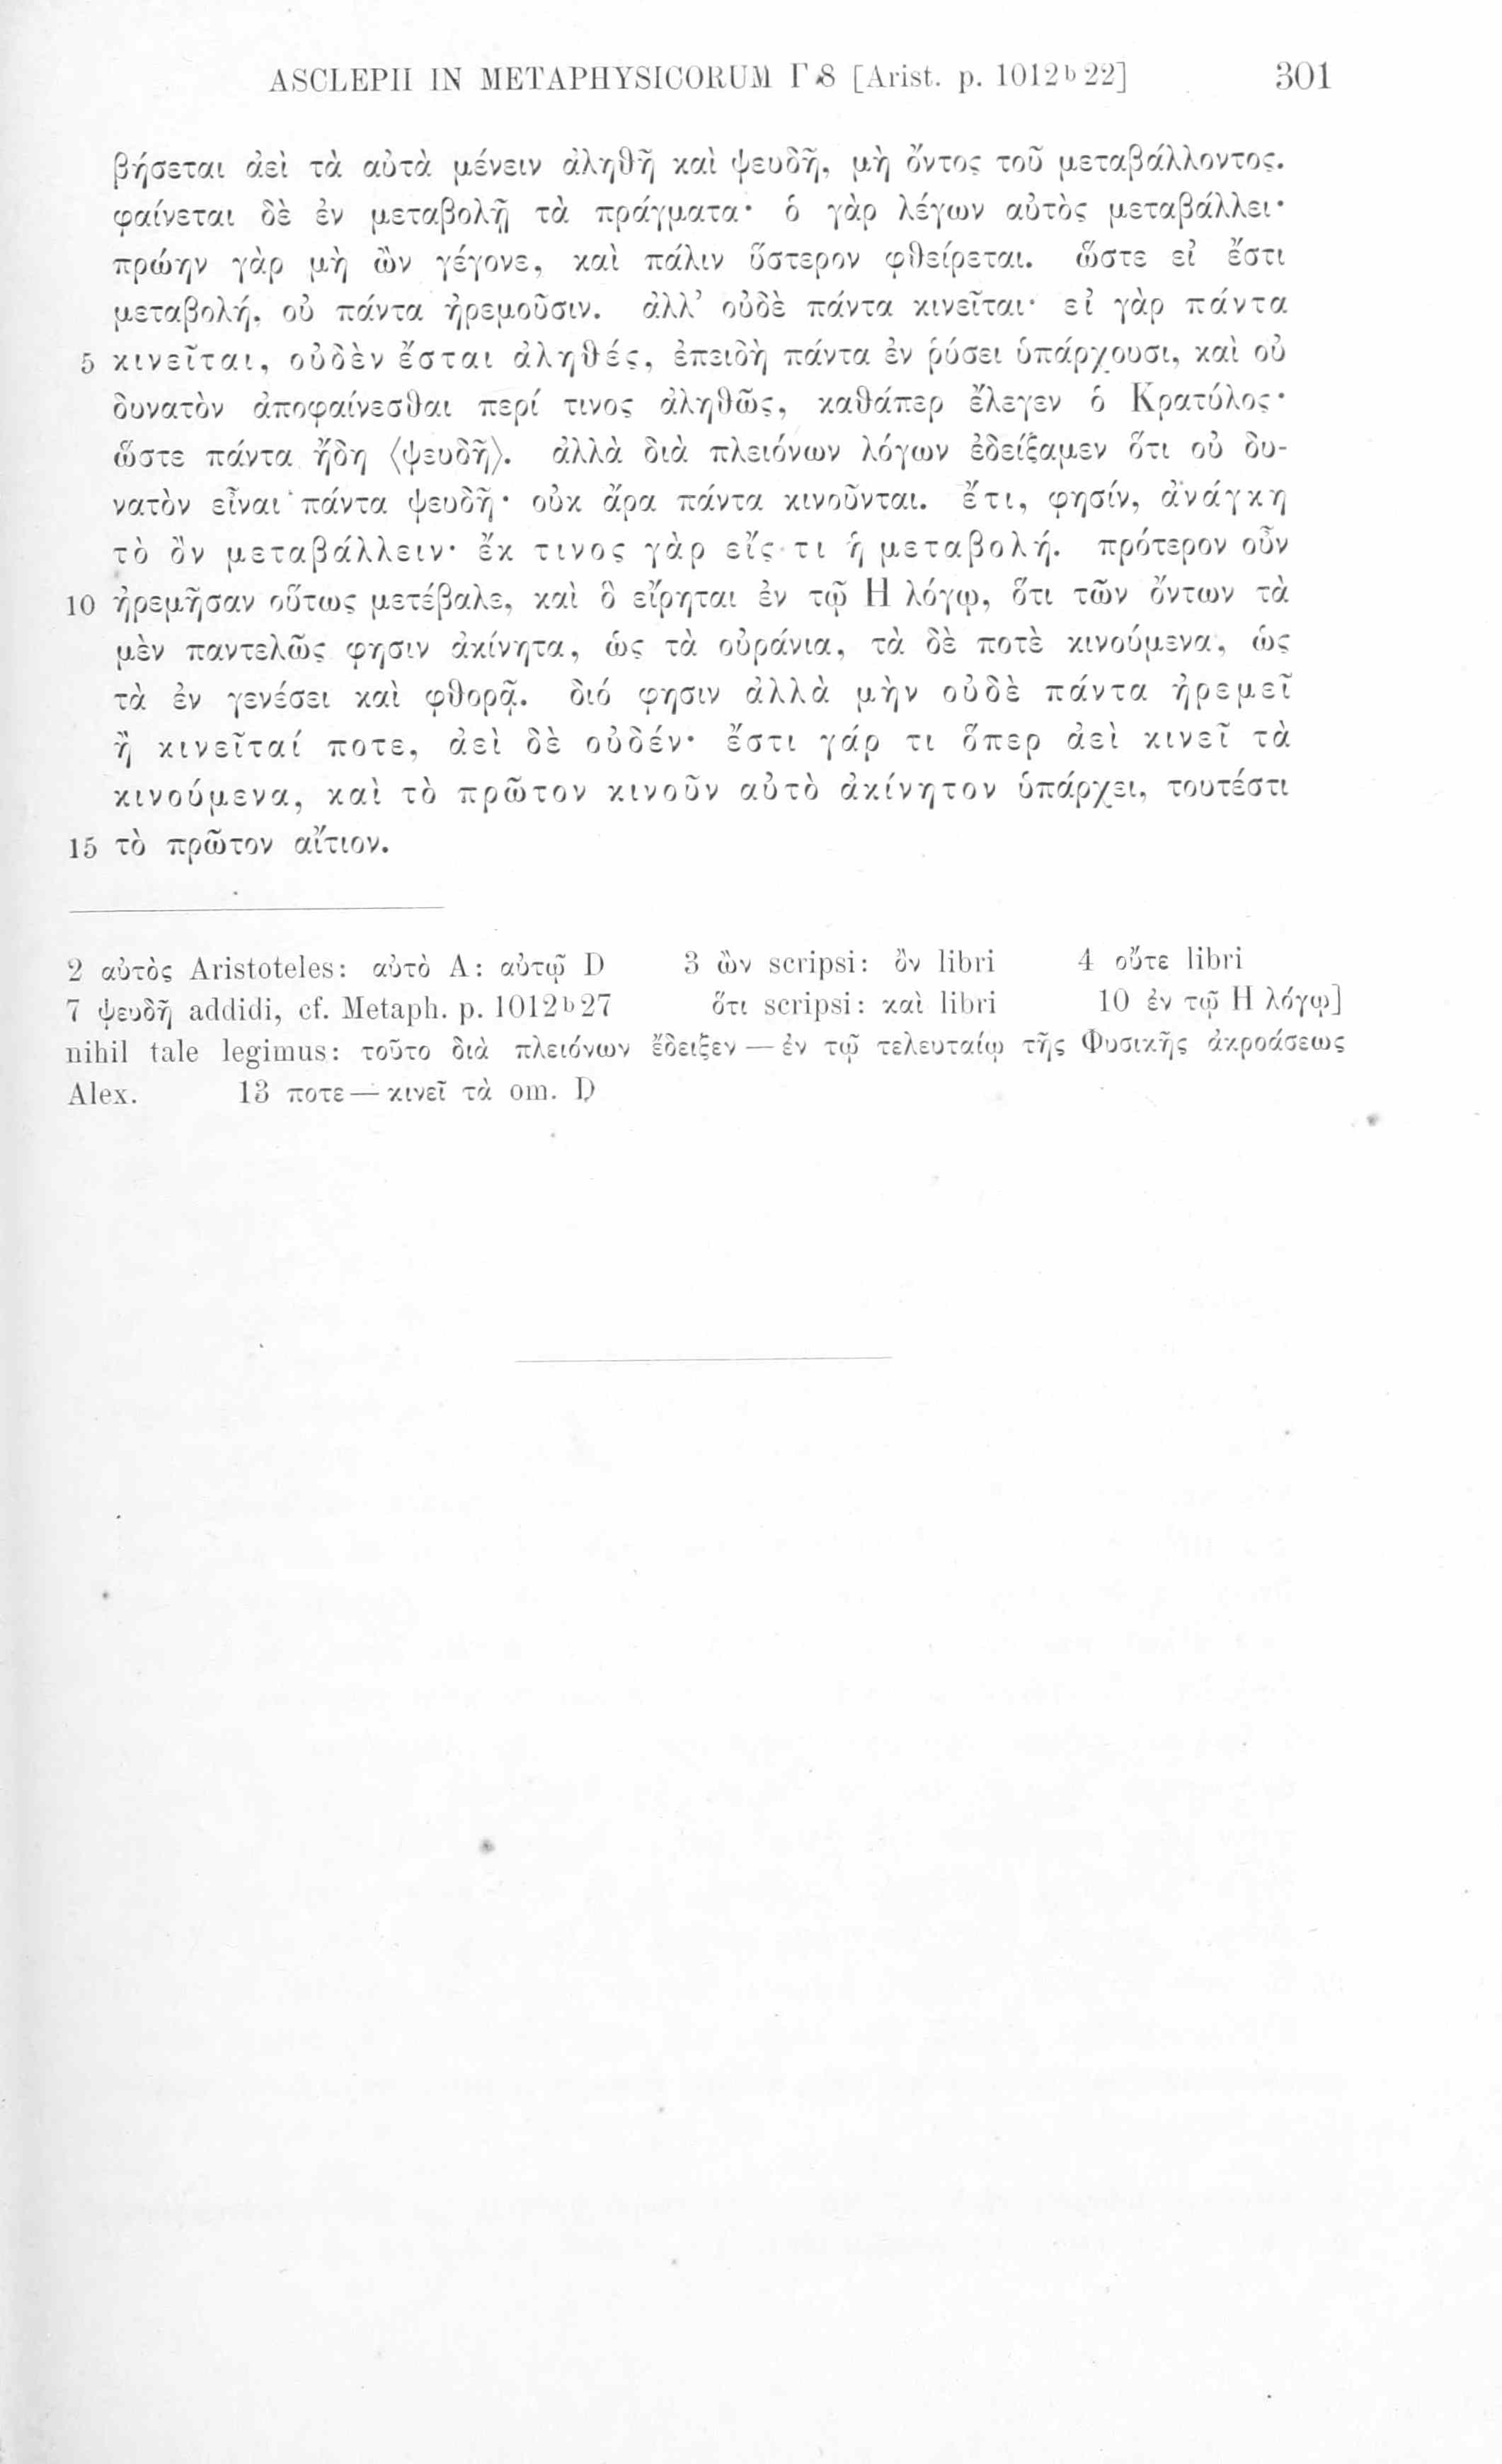 ASCLEPII IN METAPHYSICORUM Γ 8 [Arist. p. 1012b 22] 301
βήσεται ἀεὶ τὰ αὐτὰ μένειν ἀληθῆ καὶ ψευδῆ, μὴ ὄντος τοῦ μεταβάλλοντος.
φαίνεται δὲ ἐν μεταβολῇ τὰ πράγματα· ὁ γὰρ λέγων αὐτὸς μεταβάλλει·
πρώην γὰρ μὴ ὢν γέγονε, καὶ πάλιν ὕστερον φθείρεται. ὥστε εἰ ἔστι
μεταβολή, οὐ πάντα ἠρεμοῦσιν. ἀλλ’ οὐδὲ πάντα κινεῖται· εἰ γὰρ πάντα
5 κινεῖται, οὐδὲν ἔσται ἀληθές, ἐπειδὴ πάντα ἐν ῥύσει ὑπάρχουσι, καὶ οὐ
δυνατὸν ἀποφαίνεσθαι περί τινος ἀληθῶς, καθάπερ ἔλεγεν ὁ Κρατύλος·
ὥστε πάντα ἤδη ⟨ψευδῆ⟩. ἀλλὰ διὰ πλειόνων λόγων ἐδείξαμεν ὅτι οὐ δυ-
νατὸν εἶναι πάντα ψευδῆ· οὐκ ἄρα πάντα κινοῦνται. ἔτι, φησίν, ἀνάγκη
τὸ ὂν μεταβάλλειν· ἔκ τινος γὰρ εἴς τι ἡ μεταβολή. πρότερον οὖν
10 ἠρεμῆσαν οὕτως μετέβαλε, καὶ ὃ εἴρηται ἐν τῷ Η λόγῳ, ὅτι τῶν ὄντων τὰ
μὲν παντελῶς φησιν ἀκίνητα, ὡς τὰ οὐράνια, τὰ δὲ ποτὲ κινούμενα, ὡς
τὰ ἐν γενέσει καὶ φθορᾷ. διό φησιν ἀλλὰ μὴν οὐδὲ πάντα ἠρεμεῖ
ἢ κινεῖταί ποτε, ἀεὶ δὲ οὐδέν· ἔστι γάρ τι ὅπερ ἀεὶ κινεῖ τὰ
κινούμενα, καὶ τὸ πρῶτον κινοῦν αὐτὸ ἀκίνητον ὑπάρχει, τουτέστι
15 τὸ πρῶτον αἴτιον.
2 αὐτὸς Aristoteles: αὐτὸ A: αὐτῷ D 3 ὢν scripsi: ὂν libri 4 οὔτε libri
7 ψευδῆ addidi, cf. Metaph. p. 1012b 27 ὅτι scripsi: καὶ libri 10 ἐν τῷ Η λόγῳ]
nihil tale legimus: τοῦτο διὰ πλειόνων ἔδειξεν — ἐν τῷ τελευταίῳ τῆς Φυσικῆς ἀκροάσεως
Alex. 13 ποτε — κινεῖ τὰ om. D